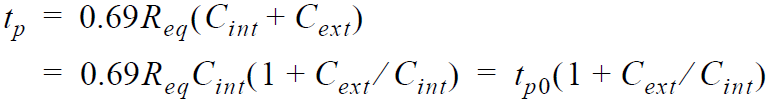 t_p = 0.69R_eq(C_int + C_ext)
= 0.69R_eqC_int(1 + C_ext/C_int) = t_p0(1 + C_ext/C_int)